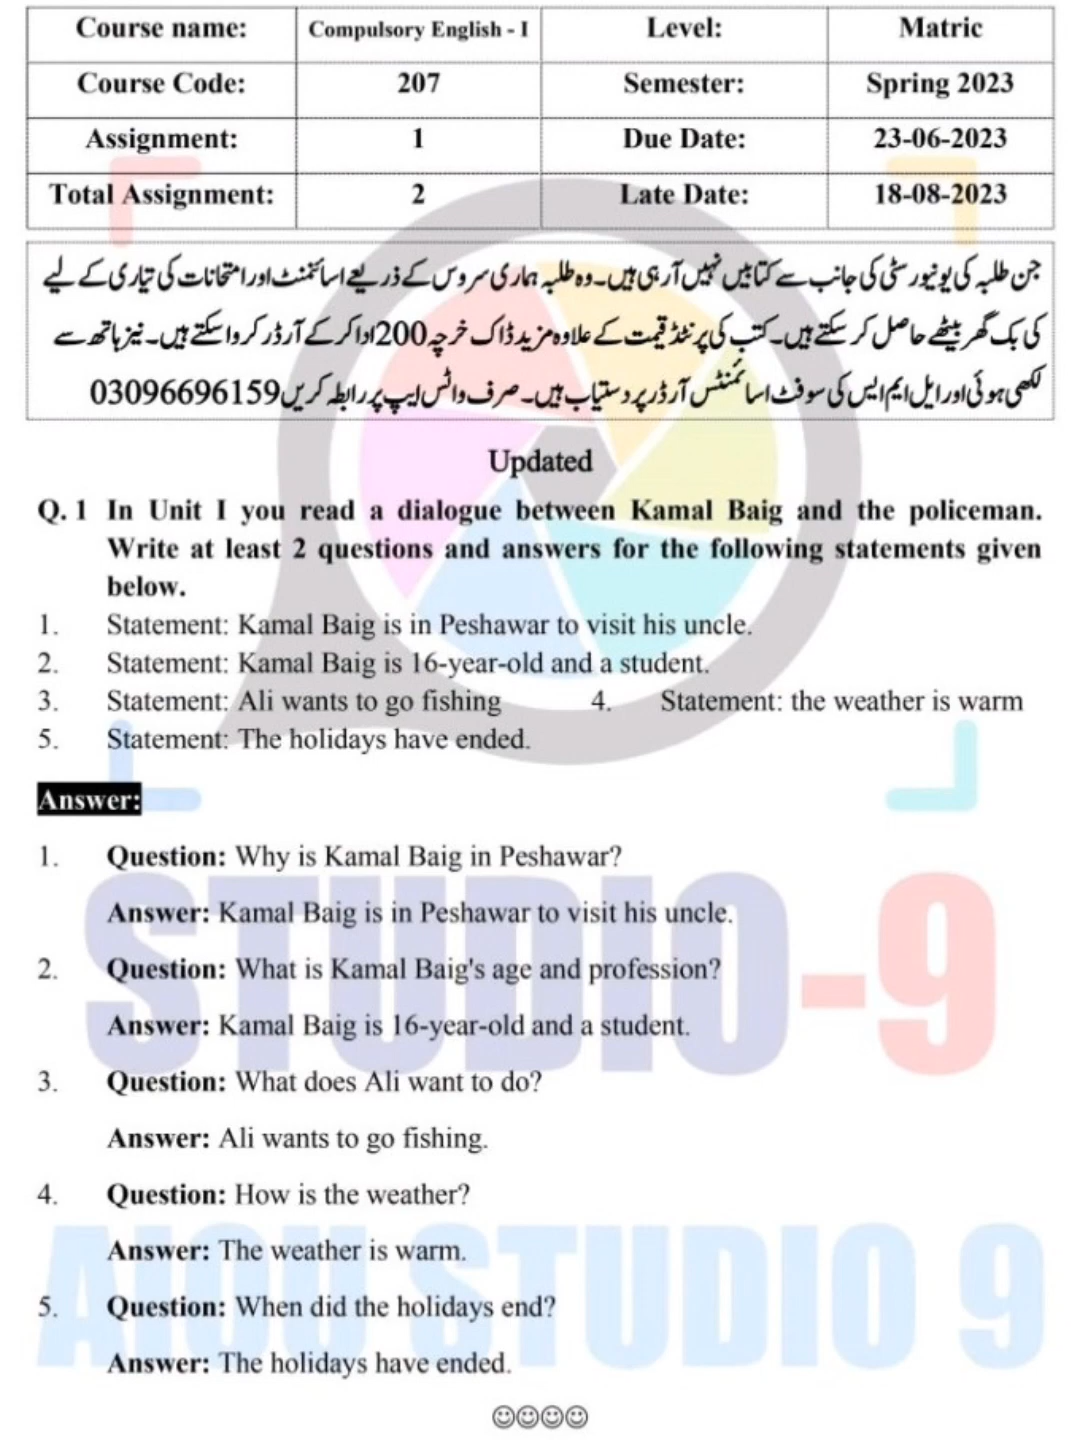 Course name: Compulsory English - I Level: Matric
Course Code: 207 Semester: Spring 2023
Assignment: 1 Due Date: 23-06-2023
Total Assignment: 2 Late Date: 18-08-2023
جن طلبہ کی یونیورسٹی کی جانب سے کتابیں نہیں آرہی ہیں۔ وہ طلبہ ہماری سروس کے ذریعے اسائنمنٹ اور امتحانات کی تیاری کے لیے
کی بک گھر بیٹھے حاصل کر سکتے ہیں۔ کتب کی پرنٹڈ قیمت کے علاوہ مزید ڈاک خرچہ 200 ادا کر کے آرڈر کروا سکتے ہیں۔ نیز ہاتھ سے
لکھی ہوئی اور ایل ایم ایس کی سوفٹ اسائنمنٹس آرڈر پر دستیاب ہیں۔ صرف واٹس ایپ پر رابطہ کریں 03096696159
Updated
Q. 1 In Unit I you read a dialogue between Kamal Baig and the policeman.
Write at least 2 questions and answers for the following statements given
below.
1. Statement: Kamal Baig is in Peshawar to visit his uncle.
2. Statement: Kamal Baig is 16-year-old and a student.
3. Statement: Ali wants to go fishing 4. Statement: the weather is warm
5. Statement: The holidays have ended.
Answer:
1. Question: Why is Kamal Baig in Peshawar?
Answer: Kamal Baig is in Peshawar to visit his uncle.
STUDIO-9
2. Question: What is Kamal Baig's age and profession?
Answer: Kamal Baig is 16-year-old and a student.
3. Question: What does Ali want to do?
Answer: Ali wants to go fishing.
4. Question: How is the weather?
Answer: The weather is warm.
AIOU STUDIO 9
5. Question: When did the holidays end?
Answer: The holidays have ended.
☺☺☺☺